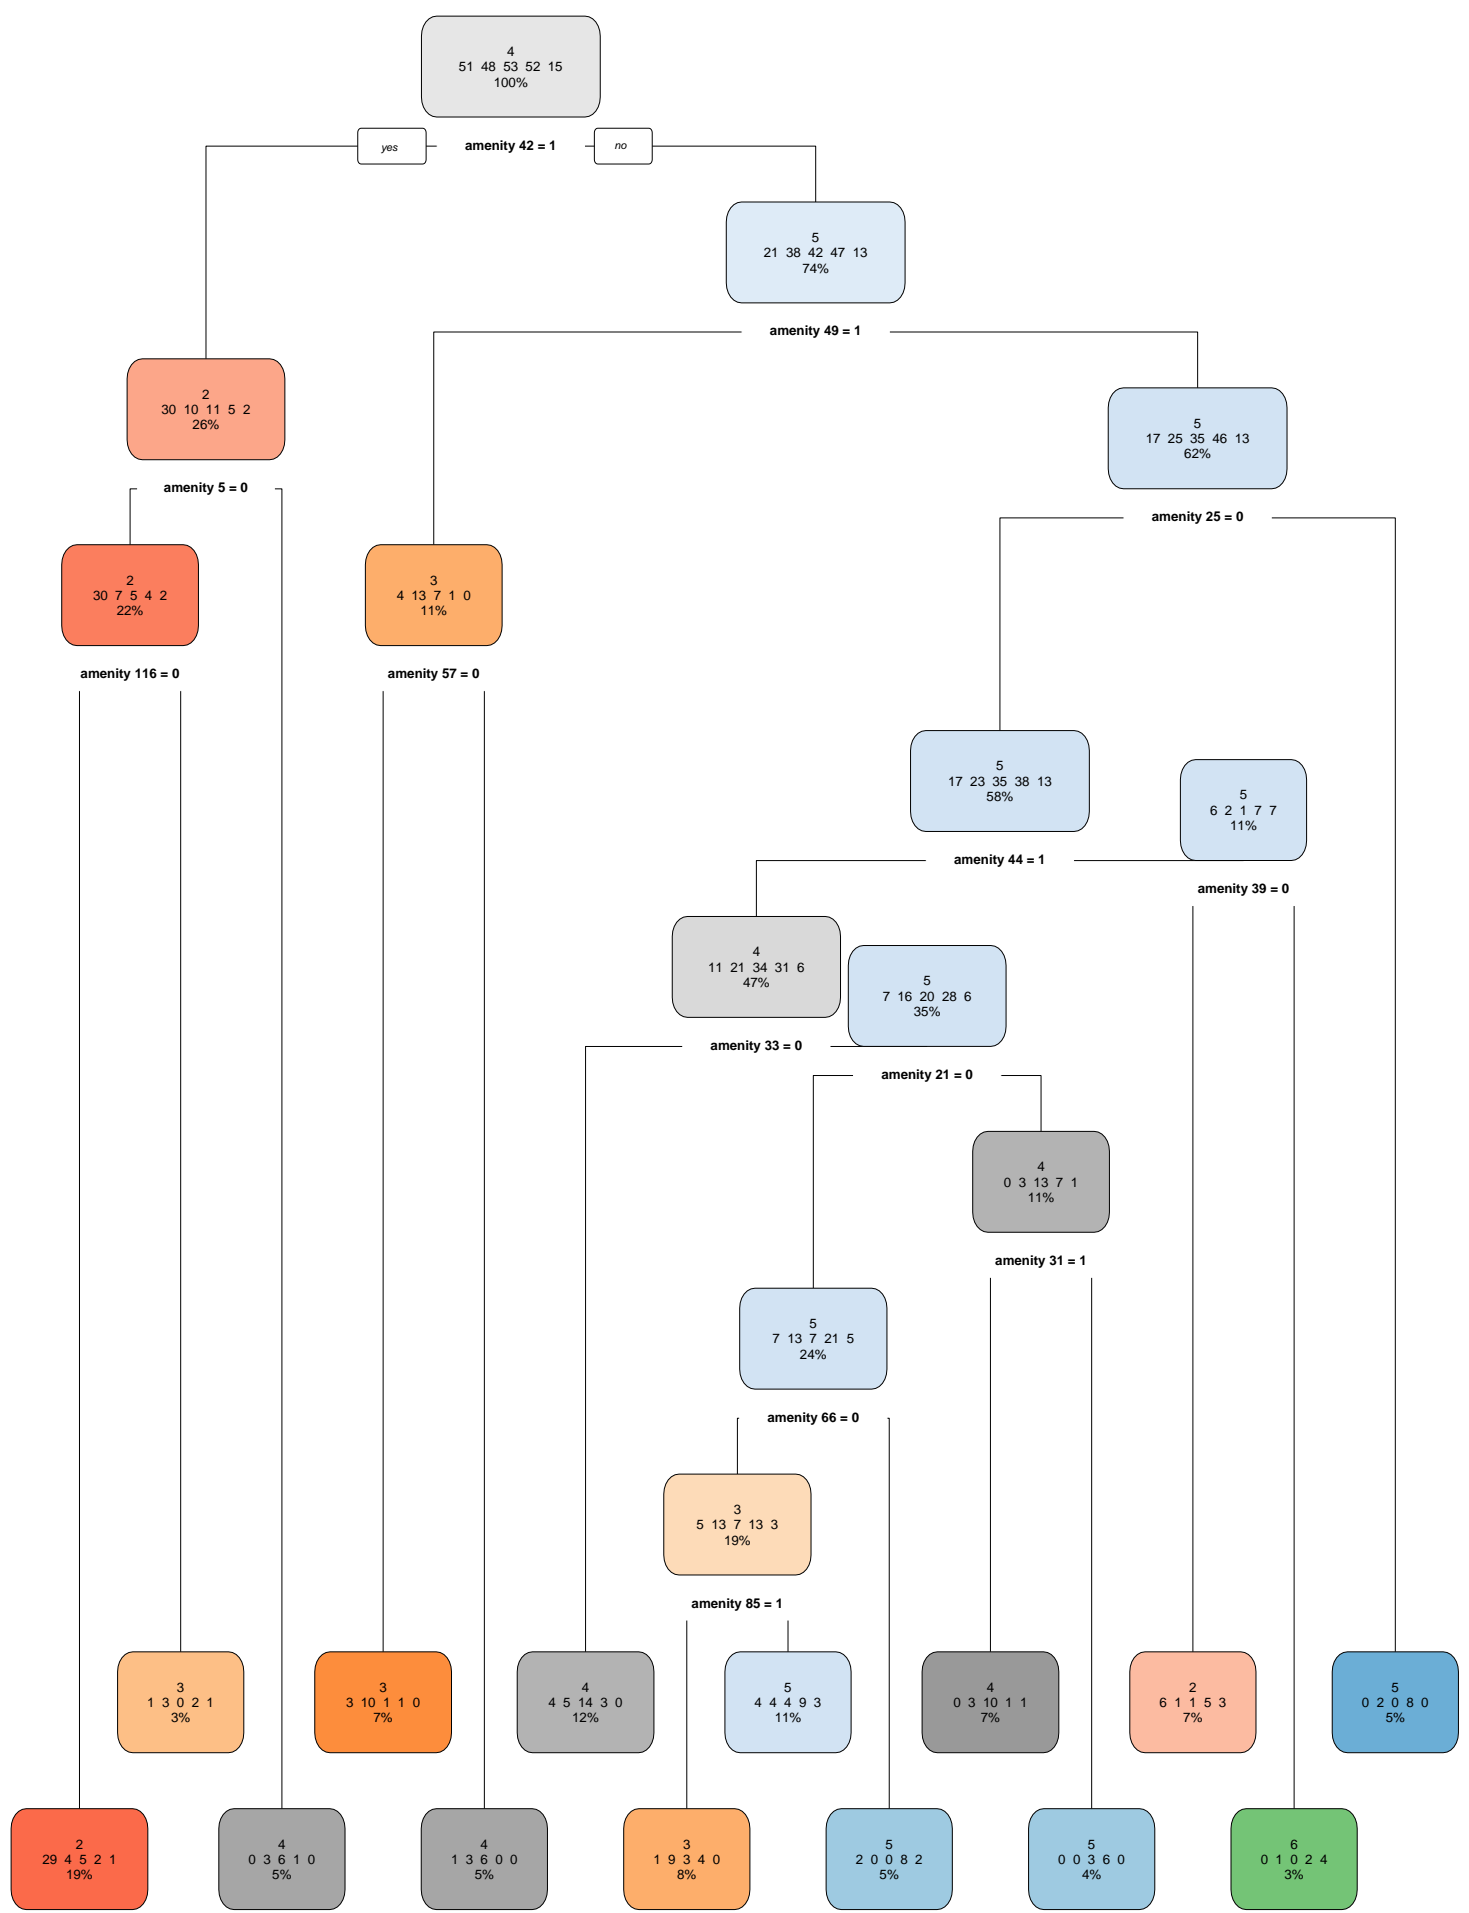 4
51 48 53 52 15
100%
yes
amenity 42 = 1
no
5
21 38 42 47 13
74%
amenity 49 = 1
2
30 10 11 5 2
26%
5
17 25 35 46 13
62%
amenity 5 = 0
amenity 25 = 0
2
30 7 5 4 2
22%
3
4 13 7 1 0
11%
amenity 116 = 0
amenity 57 = 0
5
17 23 35 38 13
58%
5
6 2 1 7 7
11%
amenity 44 = 1
amenity 39 = 0
4
11 21 34 31 6
47%
5
7 16 20 28 6
35%
amenity 33 = 0
amenity 21 = 0
4
0 3 13 7 1
11%
amenity 31 = 1
5
7 13 7 21 5
24%
amenity 66 = 0
3
5 13 7 13 3
19%
amenity 85 = 1
3
1 3 0 2 1
3%
3
3 10 1 1 0
7%
4
4 5 14 3 0
12%
5
4 4 4 9 3
11%
4
0 3 10 1 1
7%
2
6 1 1 5 3
7%
5
0 2 0 8 0
5%
2
29 4 5 2 1
19%
4
0 3 6 1 0
5%
4
1 3 6 0 0
5%
3
1 9 3 4 0
8%
5
2 0 0 8 2
5%
5
0 0 3 6 0
4%
6
0 1 0 2 4
3%